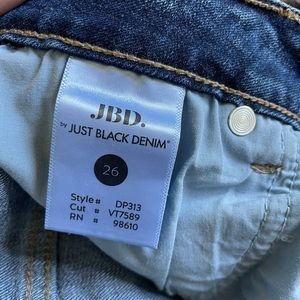 JBD.
by JUST BLACK DENIM®
26
Style# DP313
Cut # VT7589
RN # 98610